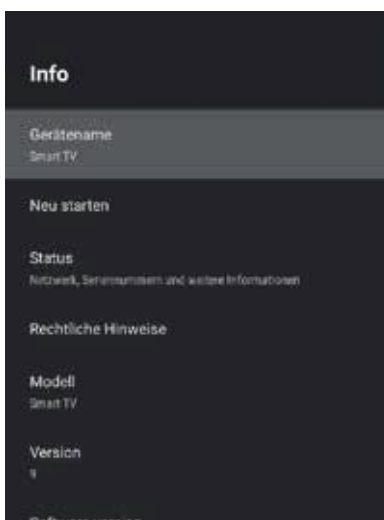 Info
Gerätename
Smart TV
Neu starten
Status
Netzwerk, Seriennummern und weitere Informationen
Rechtliche Hinweise
Modell
Smart TV
Version
9